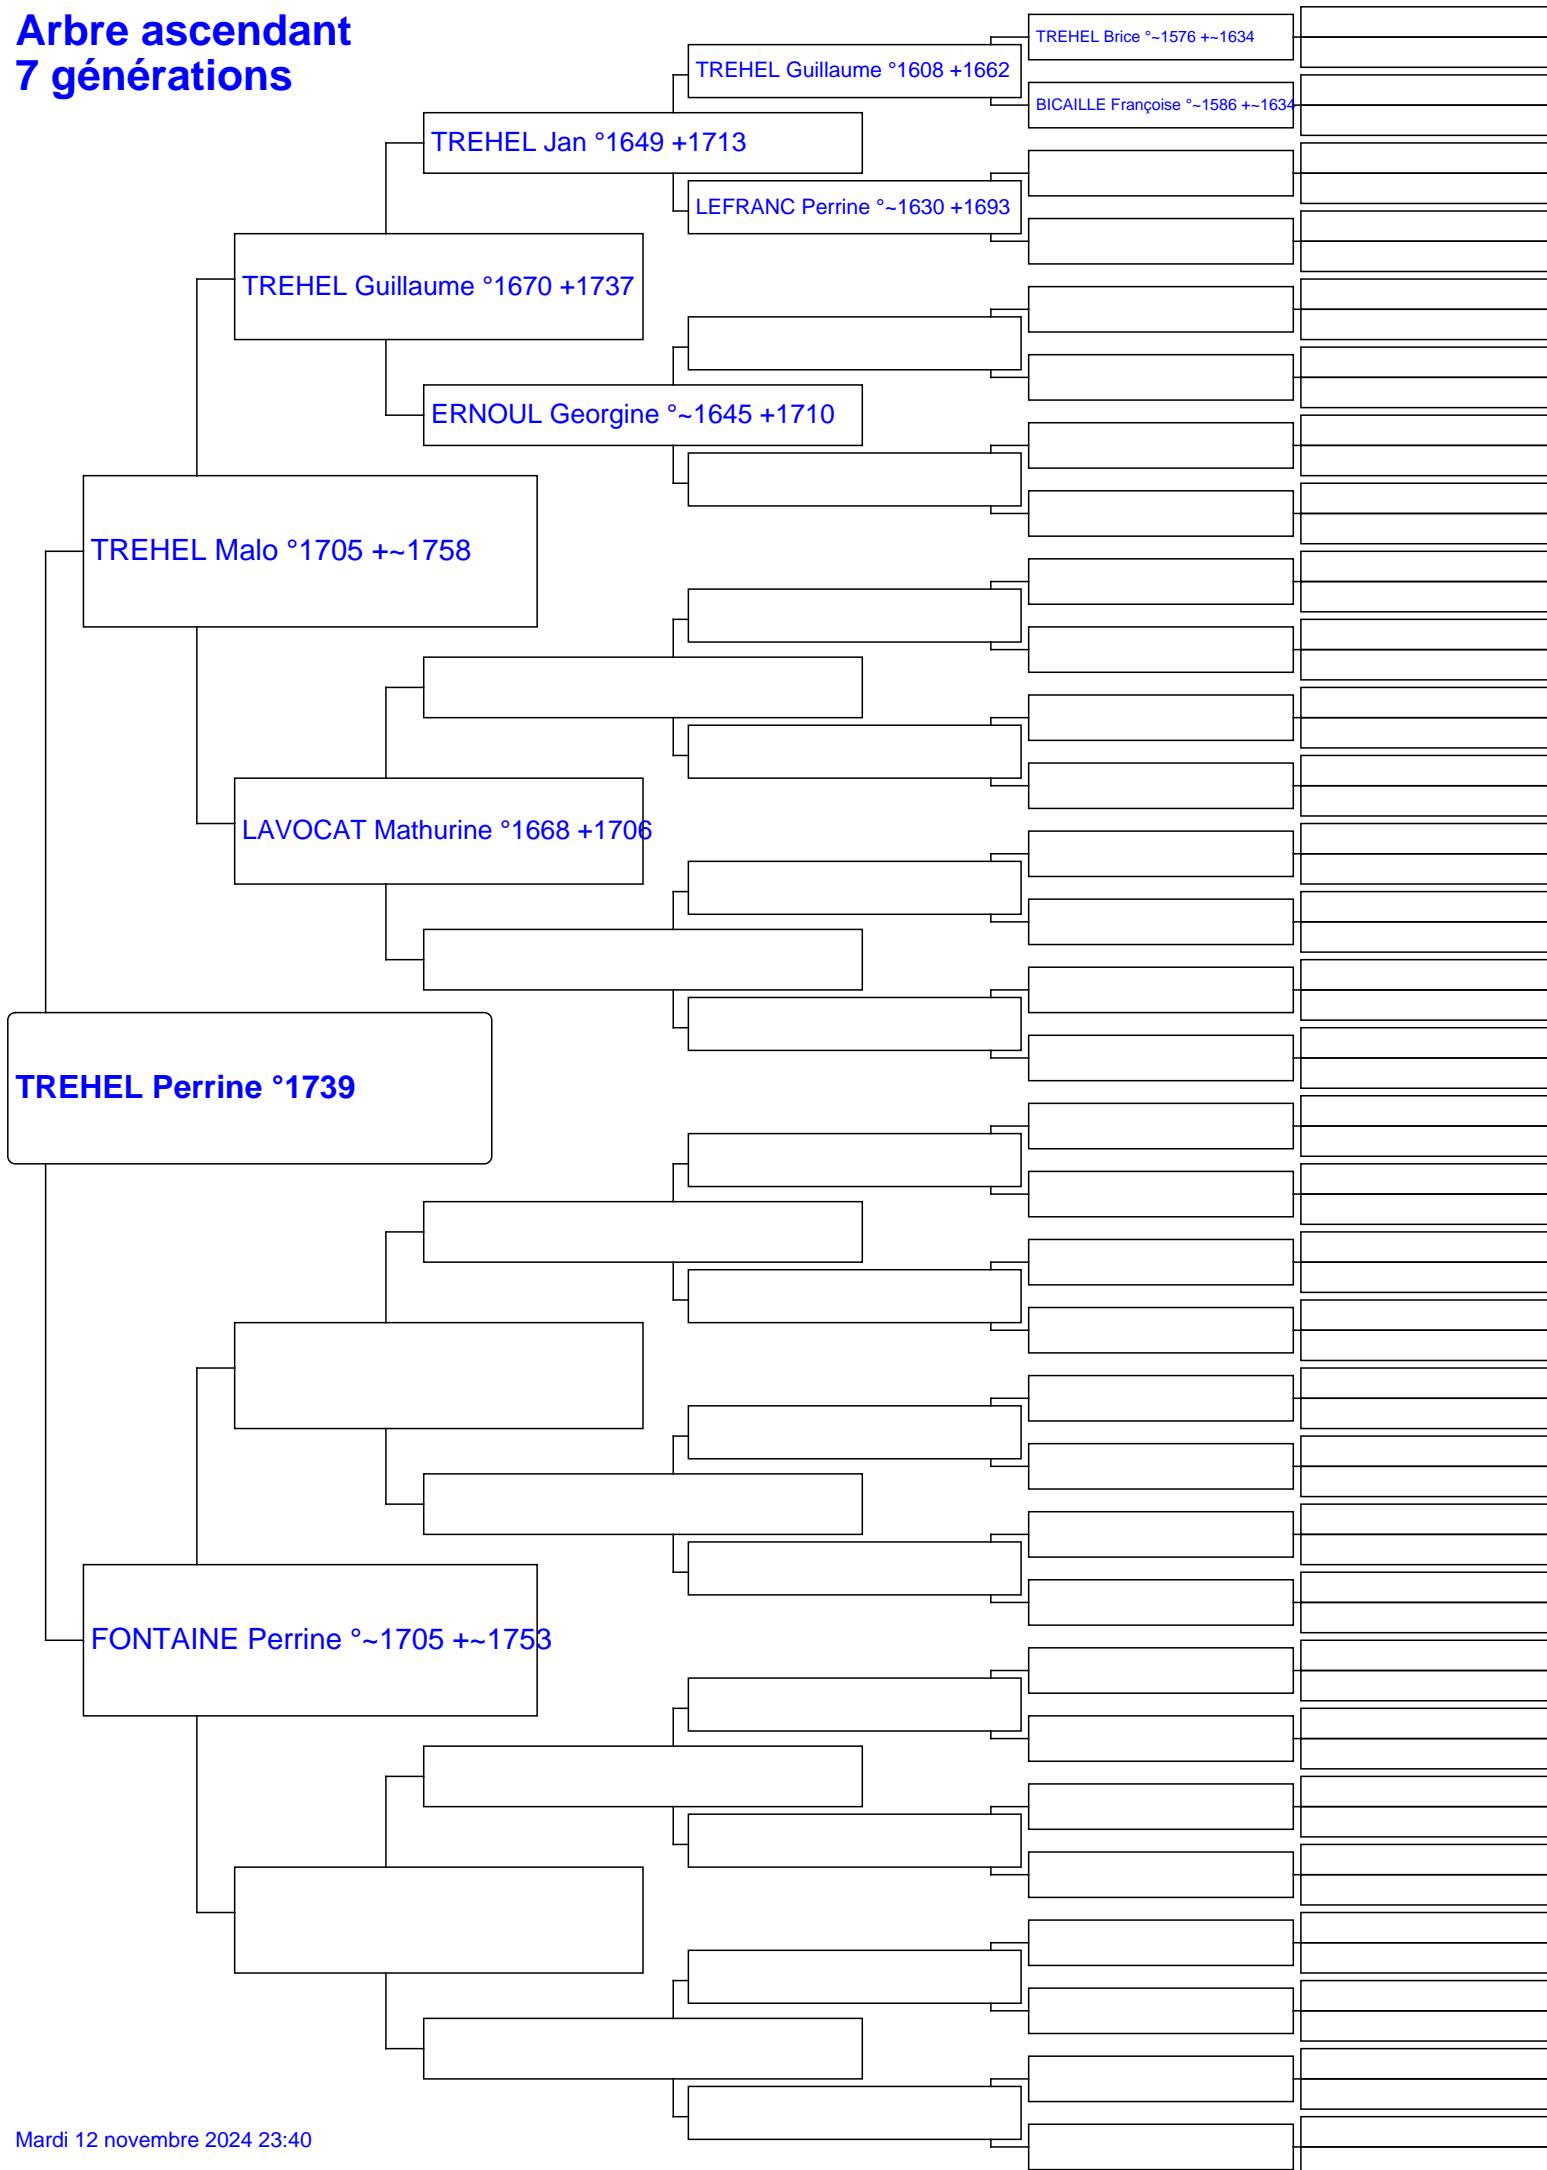 Arbre ascendant
7 générations
TREHEL Brice °~1576 +~1634
TREHEL Guillaume °1608 +1662
BICAILLE Françoise °~1586 +~1634
TREHEL Jan °1649 +1713
LEFRANC Perrine °~1630 +1693
TREHEL Guillaume °1670 +1737
ERNOUL Georgine °~1645 +1710
TREHEL Malo °1705 +~1758
LAVOCAT Mathurine °1668 +1706
TREHEL Perrine °1739
FONTAINE Perrine °~1705 +~1753
Mardi 12 novembre 2024 23:40